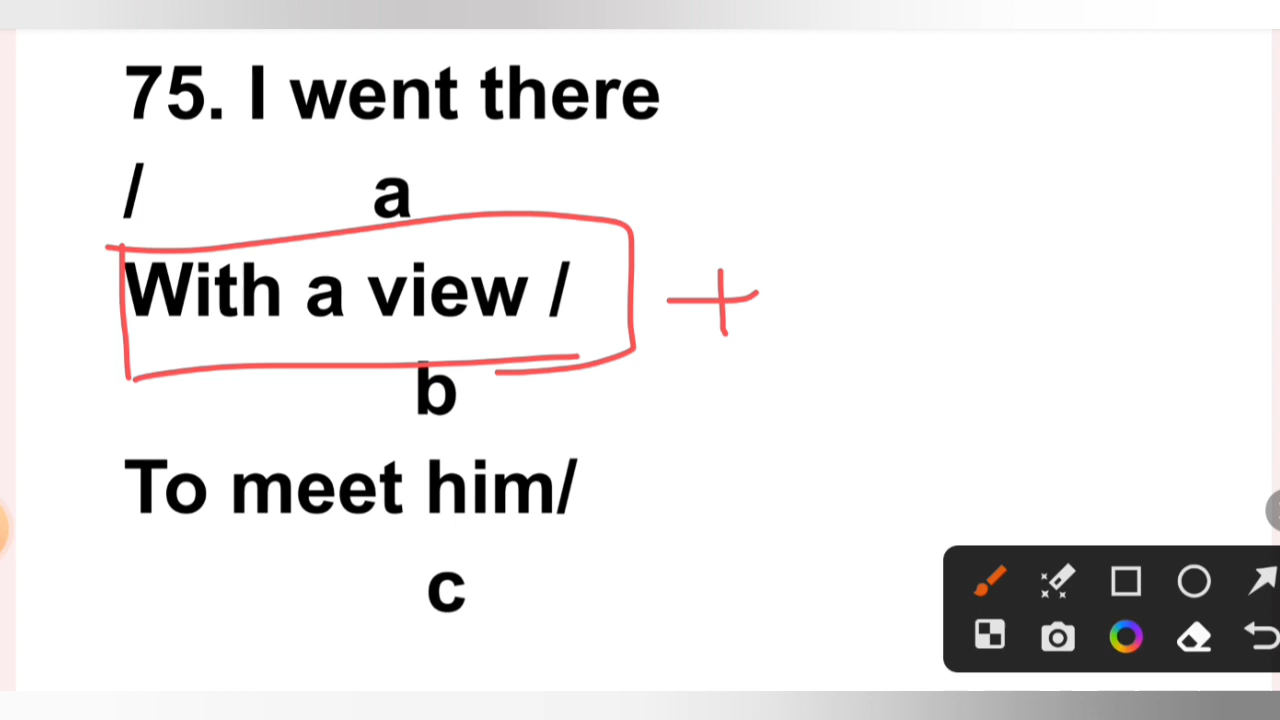 75. I went there
/ a
With a view /
b
To meet him/
c